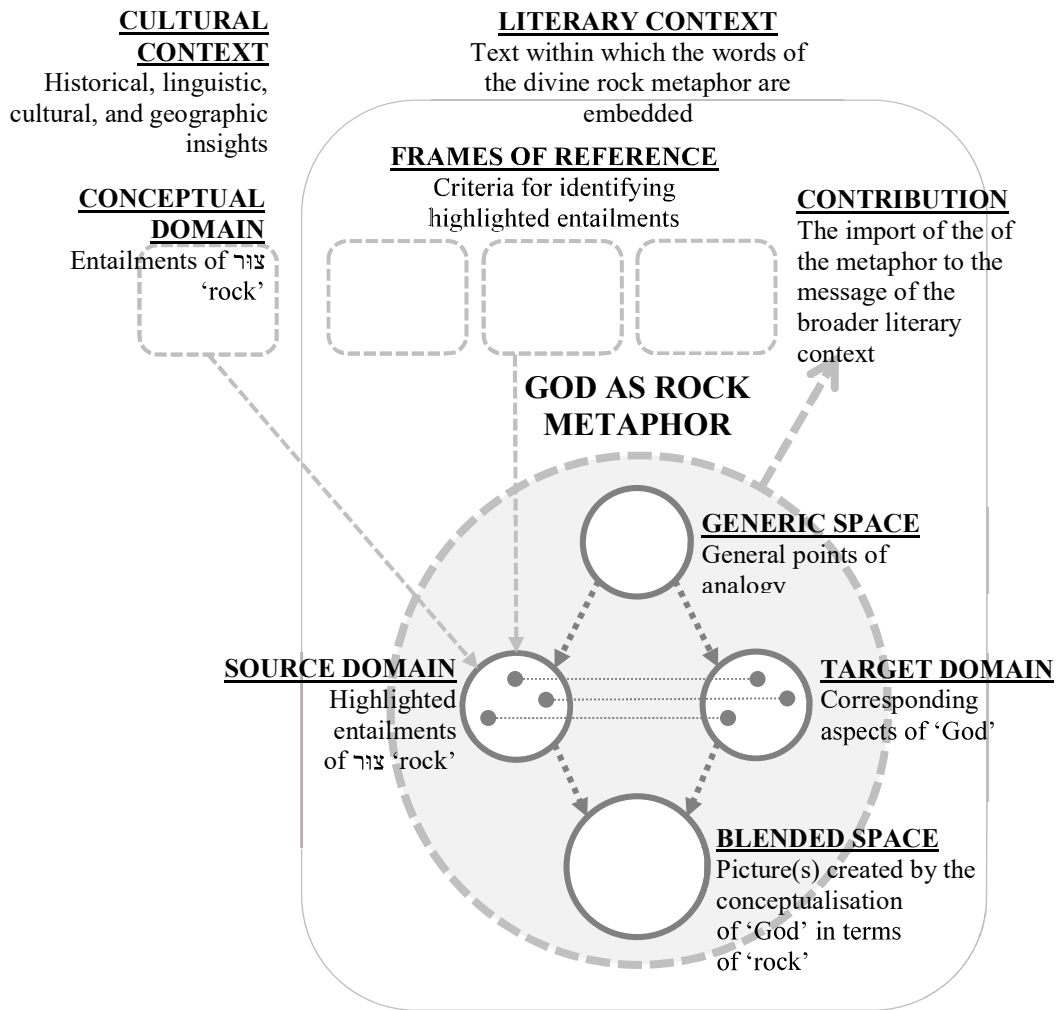 CULTURAL
CONTEXT
Historical, linguistic,
cultural, and geographic
insights
LITERARY CONTEXT
Text within which the words of
the divine rock metaphor are
embedded
FRAMES OF REFERENCE
Criteria for identifying
highlighted entailments
CONCEPTUAL
DOMAIN
Entailments of צוּר
‘rock’
CONTRIBUTION
The import of the of
the metaphor to the
message of the
broader literary
context
GOD AS ROCK
METAPHOR
GENERIC SPACE
General points of
analogy
SOURCE DOMAIN
Highlighted
entailments
of צוּר ‘rock’
TARGET DOMAIN
Corresponding
aspects of ‘God’
BLENDED SPACE
Picture(s) created by the
conceptualisation
of ‘God’ in terms
of ‘rock’